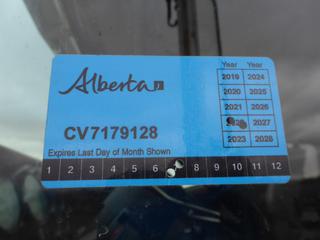 Alberta
Year Year
2019 2024
2020 2025
2021 2026
2027
2023 2028
CV7179128
Expires Last Day of Month Shown
1 2 3 4 5 6 8 9 10 11 12